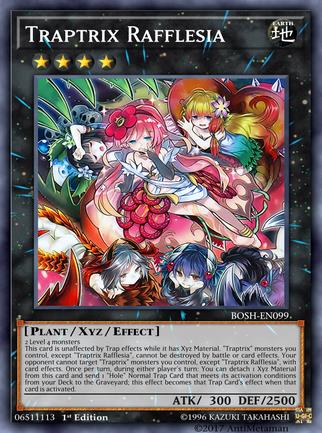 Traptrix Rafflesia
EARTH
地
BOSH-EN099
[Plant / Xyz / Effect]
2 Level 4 monsters
This card is unaffected by Trap effects while it has Xyz Material. "Traptrix" monsters you
control, except "Traptrix Rafflesia", cannot be destroyed by battle or card effects. Your
opponent cannot target "Traptrix" monsters you control, except "Traptrix Rafflesia", with
card effects. Once per turn, during either player's turn: You can detach 1 Xyz Material
from this card and send 1 "Hole" Normal Trap Card that meets its activation conditions
from your Deck to the Graveyard; this effect becomes that Trap Card's effect when that
card is activated.
ATK/ 300 DEF/2500
06511113 1st Edition ©1996 KAZUKI TAKAHASHI
©2017 AntiMetaman